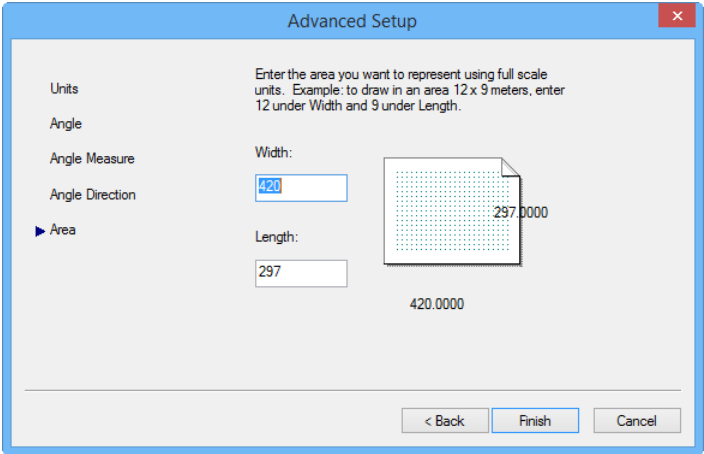 Advanced Setup
Units
Angle
Angle Measure
Angle Direction
Area
Enter the area you want to represent using full scale
units. Example: to draw in an area 12 x 9 meters, enter
12 under Width and 9 under Length.
Width:
420
Length:
297
297.0000
420.0000
< Back
Finish
Cancel